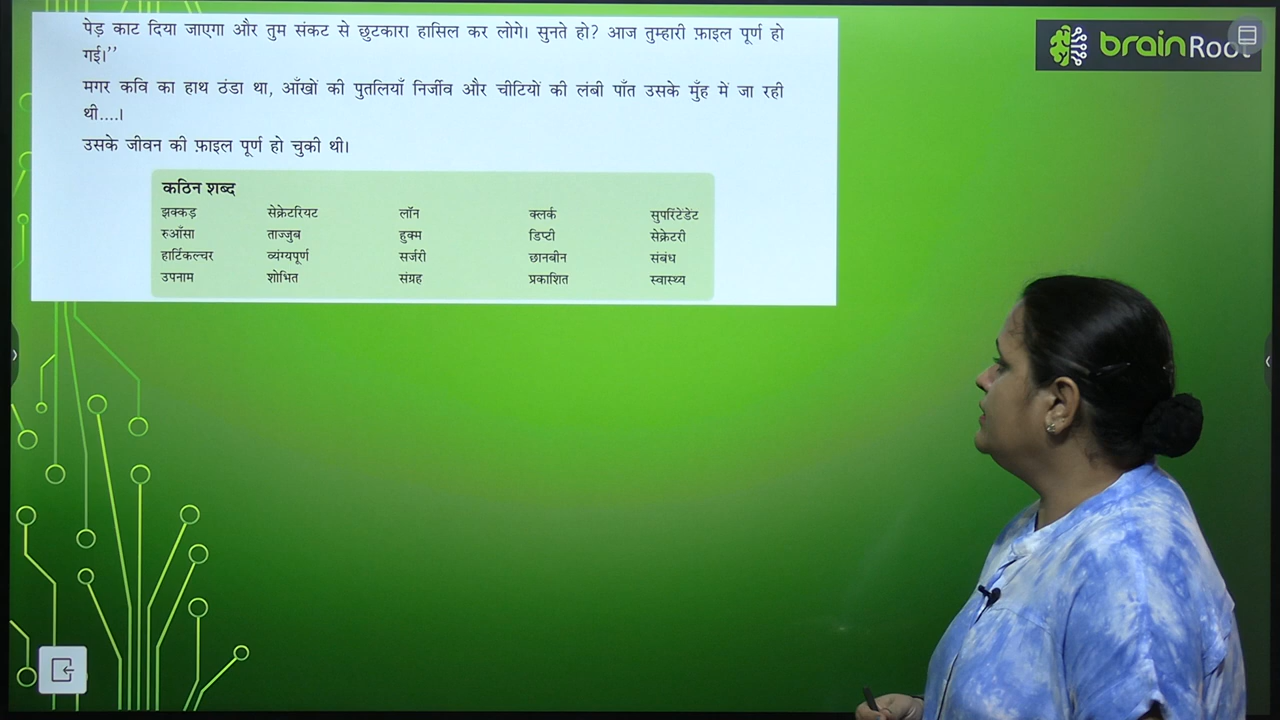 पेड़ काट दिया जाएगा और तुम संकट से छुटकारा हासिल कर लोगे। सुनते हो? आज तुम्हारी फ़ाइल पूर्ण हो
गई।’’
मगर कवि का हाथ ठंडा था, आँखों की पुतलियाँ निर्जीव और चीटियों की लंबी पाँत उसके मुँह में जा रही
थी....।
उसके जीवन की फ़ाइल पूर्ण हो चुकी थी।
कठिन शब्द
झक्कड़ सेक्रेटरियट लॉन क्लर्क सुपरिंटेंडेंट
रुआँसा ताज्जुब हुक्म डिप्टी सेक्रेटरी
हार्टिकल्चर व्यंग्यपूर्ण सर्जरी छानबीन संबंध
उपनाम शोभित संग्रह प्रकाशित स्वास्थ्य
brainRoot